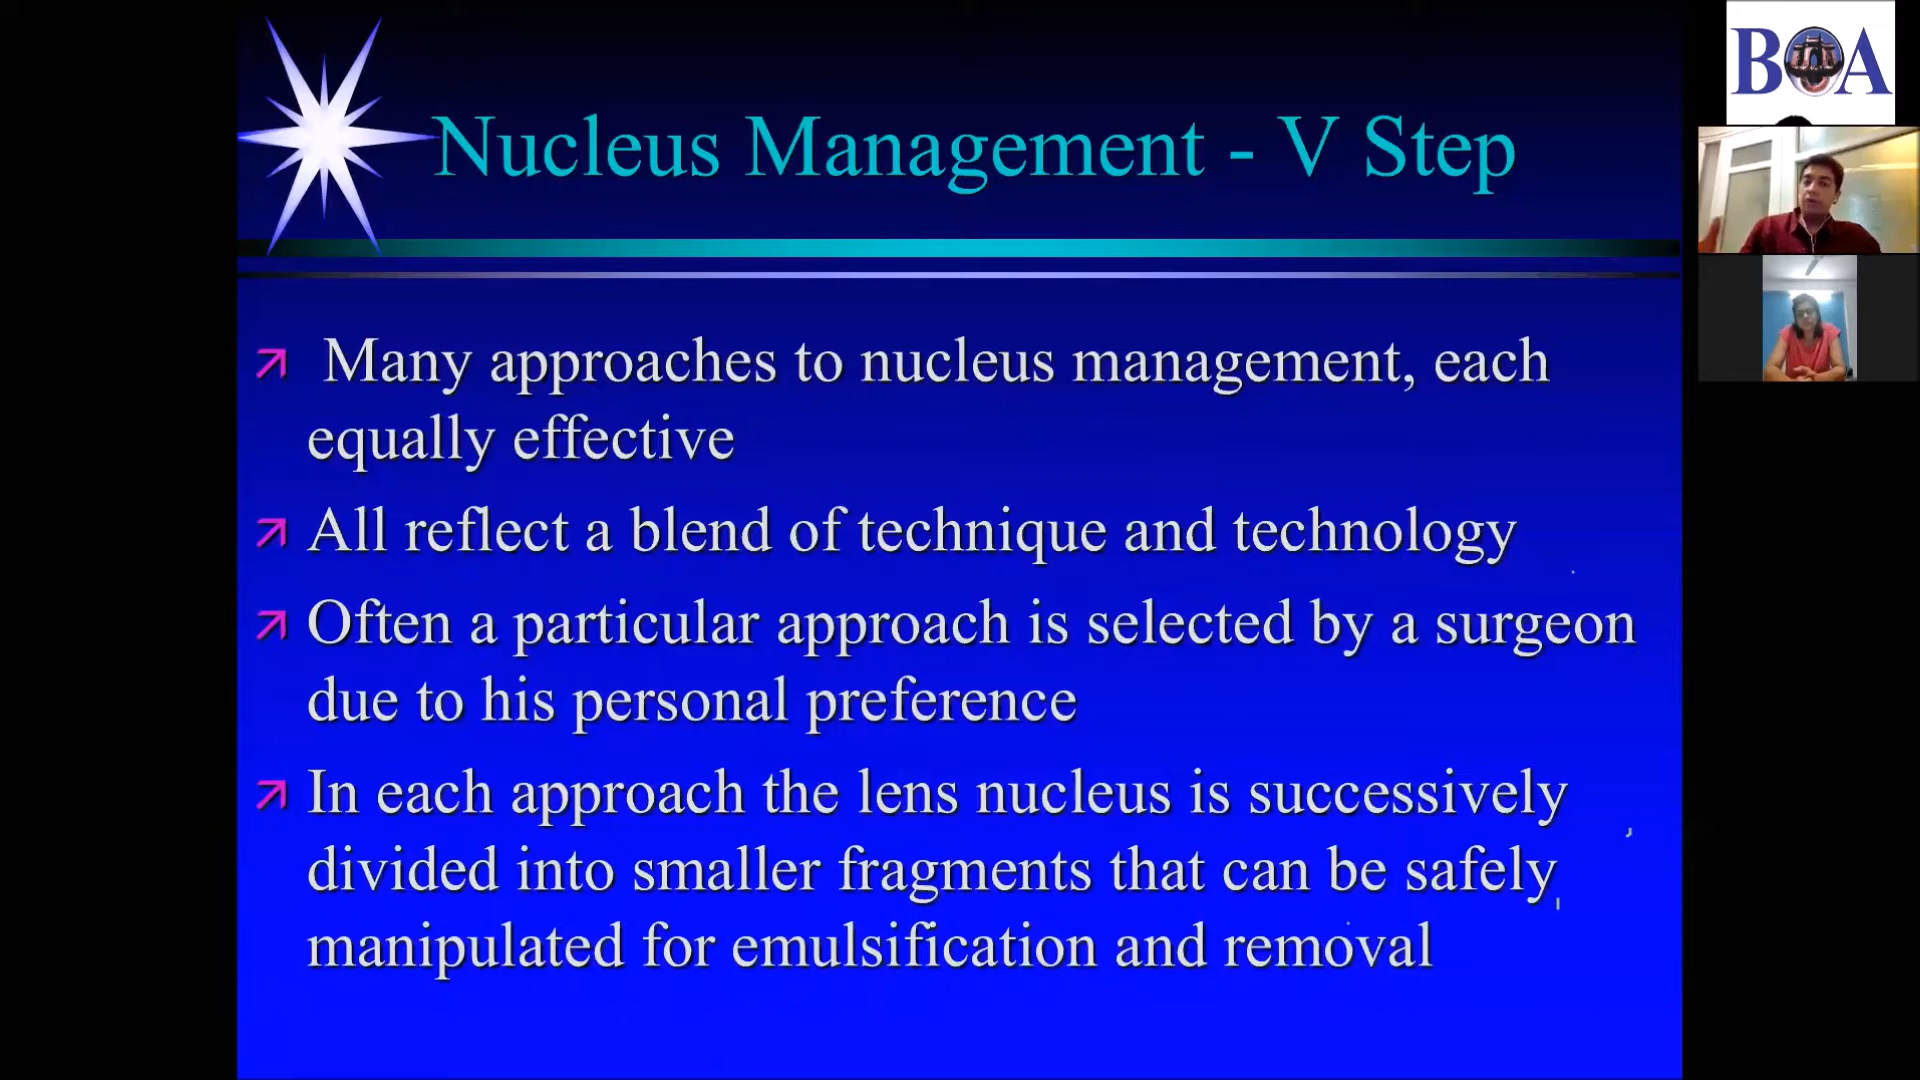 Nucleus Management - V Step
Many approaches to nucleus management, each
equally effective
All reflect a blend of technique and technology
Often a particular approach is selected by a surgeon
due to his personal preference
In each approach the lens nucleus is successively
divided into smaller fragments that can be safely
manipulated for emulsification and removal
BOA